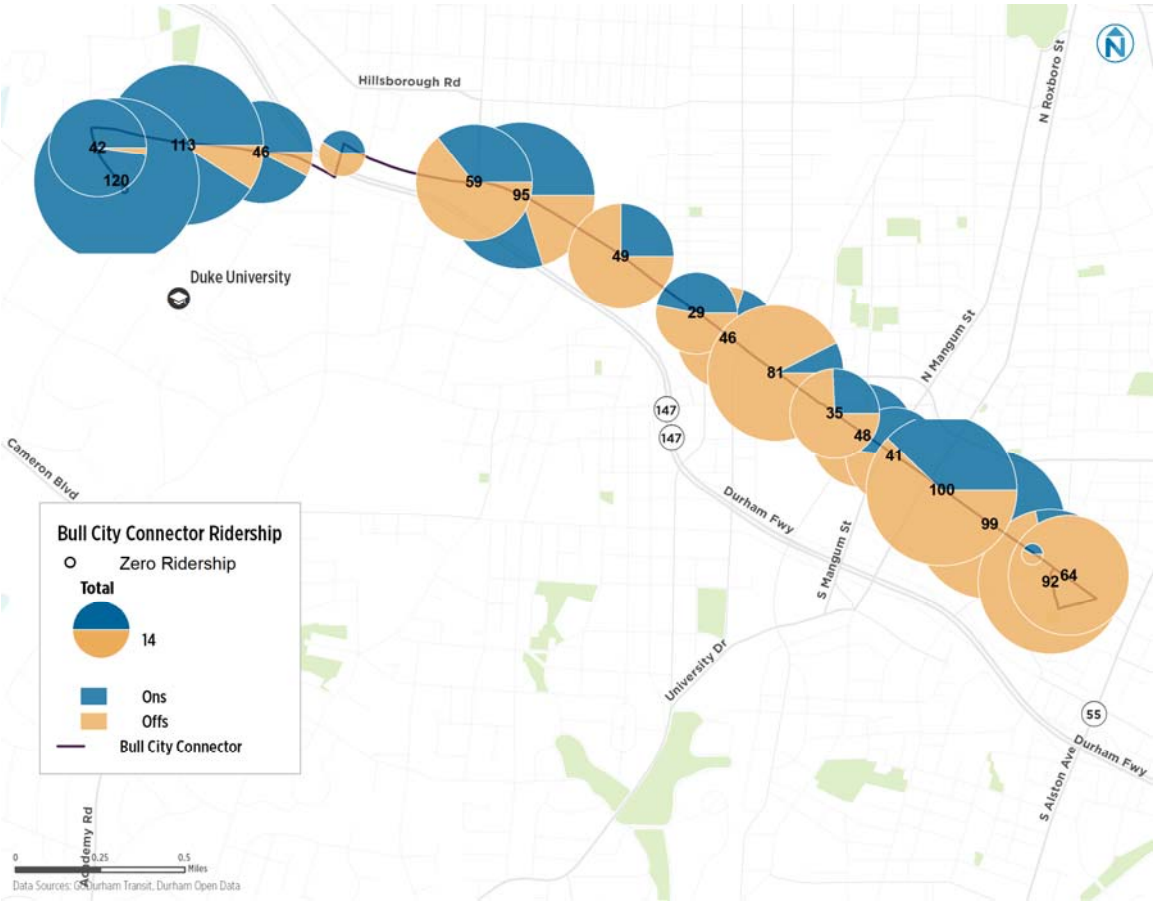 N
Hillsborough Rd
N Roxboro St
42
113
46
120
59
95
49
Duke University
29
46
81
N Mangum St
35
147
147
48
41
100
99
92
64
Cameron Blvd
Durham Fwy
S Mangum St
University Dr
55
Durham Fwy
S Alston Ave
Bull City Connector Ridership
Zero Ridership
Total
14
Ons
Offs
Bull City Connector
Academy Rd
0 0.25 0.5
Miles
Data Sources: GoDurham Transit, Durham Open Data